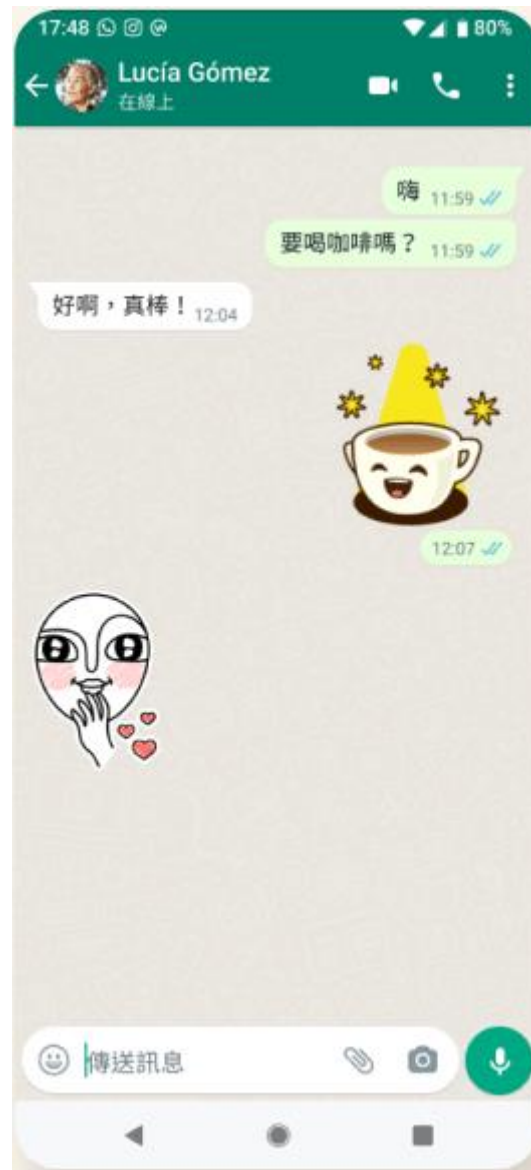 17:48 80%
Lucía Gómez
在線上
嗨 11:59
要喝咖啡嗎？ 11:59
好啊，真棒！ 12:04
12:07
傳送訊息